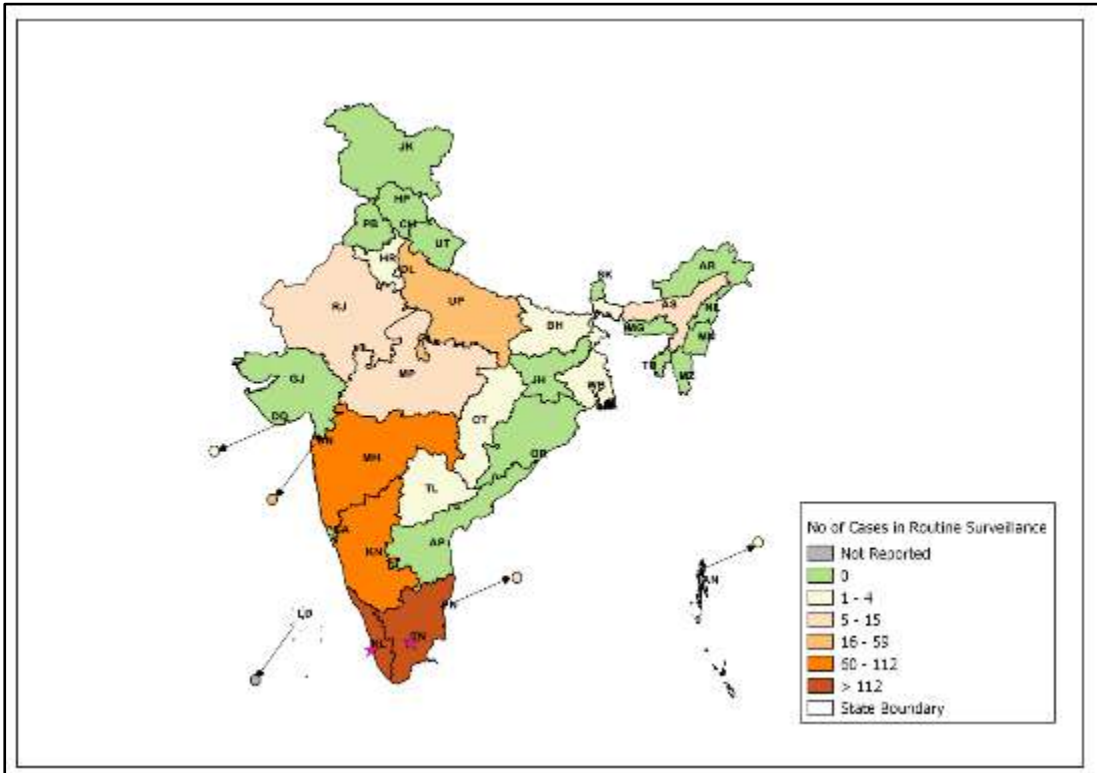 JK
HP
PB
CH
UT
HR
DL
AR
SK
RJ
UP
AS
NL
BH
MG
GJ
MP
JH
TR
MZ
WB
DD
CT
OR
DN
MH
TL
No of Cases in Routine Surveillance
Not Reported
0
1 - 4
5 - 15
16 - 59
60 - 112
> 112
State Boundary
GA
KN
AP
AN
PN
LD
KL
TN